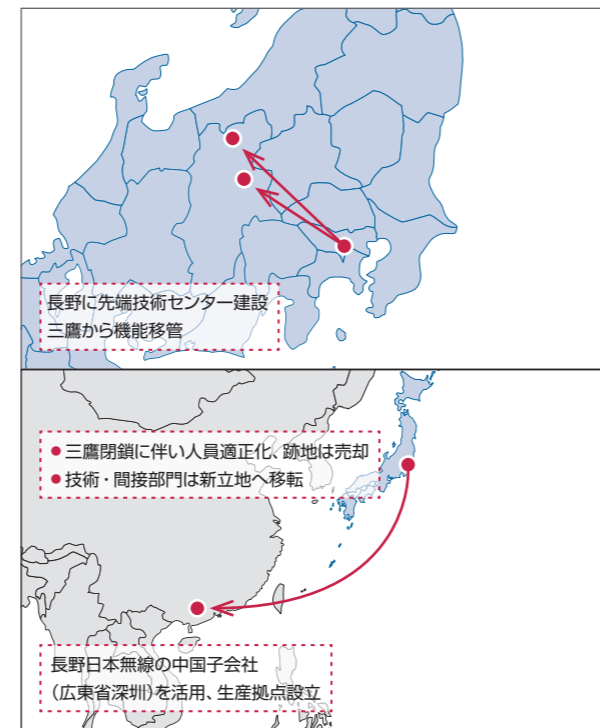 長野に先端技術センター建設
三鷹から機能移管
● 三鷹閉鎖に伴い人員適正化、跡地は売却
● 技術・間接部門は新立地へ移転
長野日本無線の中国子会社
（広東省深圳）を活用、生産拠点設立